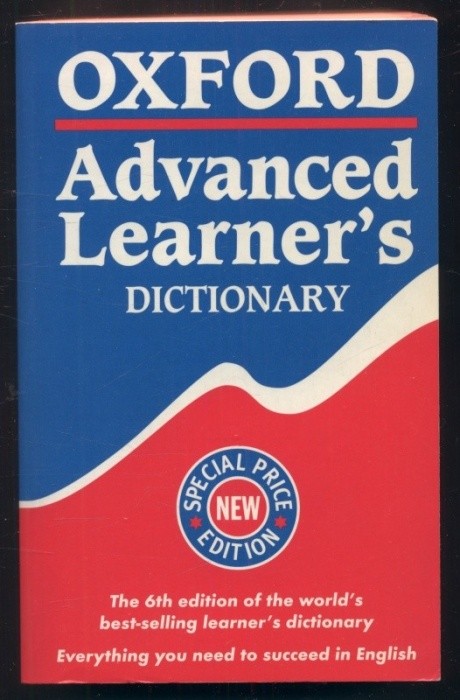 OXFORD
Advanced
Learner's
DICTIONARY
SPECIAL PRICE
NEW
EDITION
The 6th edition of the world's
best-selling learner's dictionary
Everything you need to succeed in English